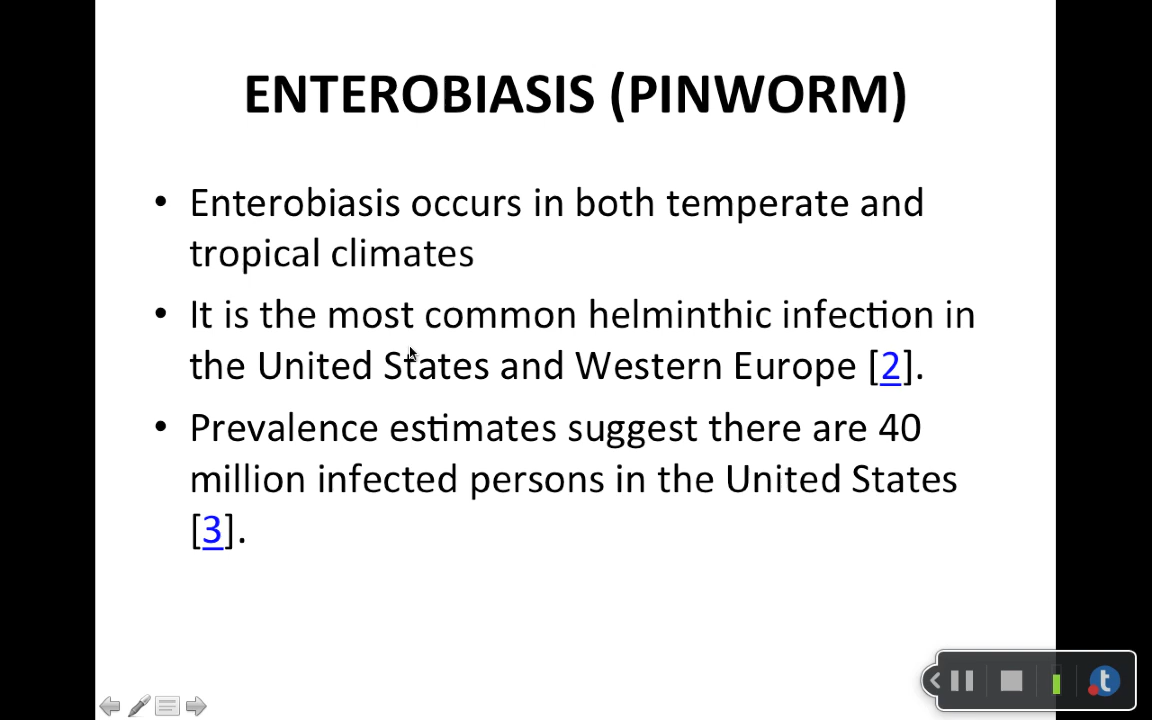 ENTEROBIASIS (PINWORM)
• Enterobiasis occurs in both temperate and
tropical climates
• It is the most common helminthic infection in
the United States and Western Europe [2].
• Prevalence estimates suggest there are 40
million infected persons in the United States
[3].
t